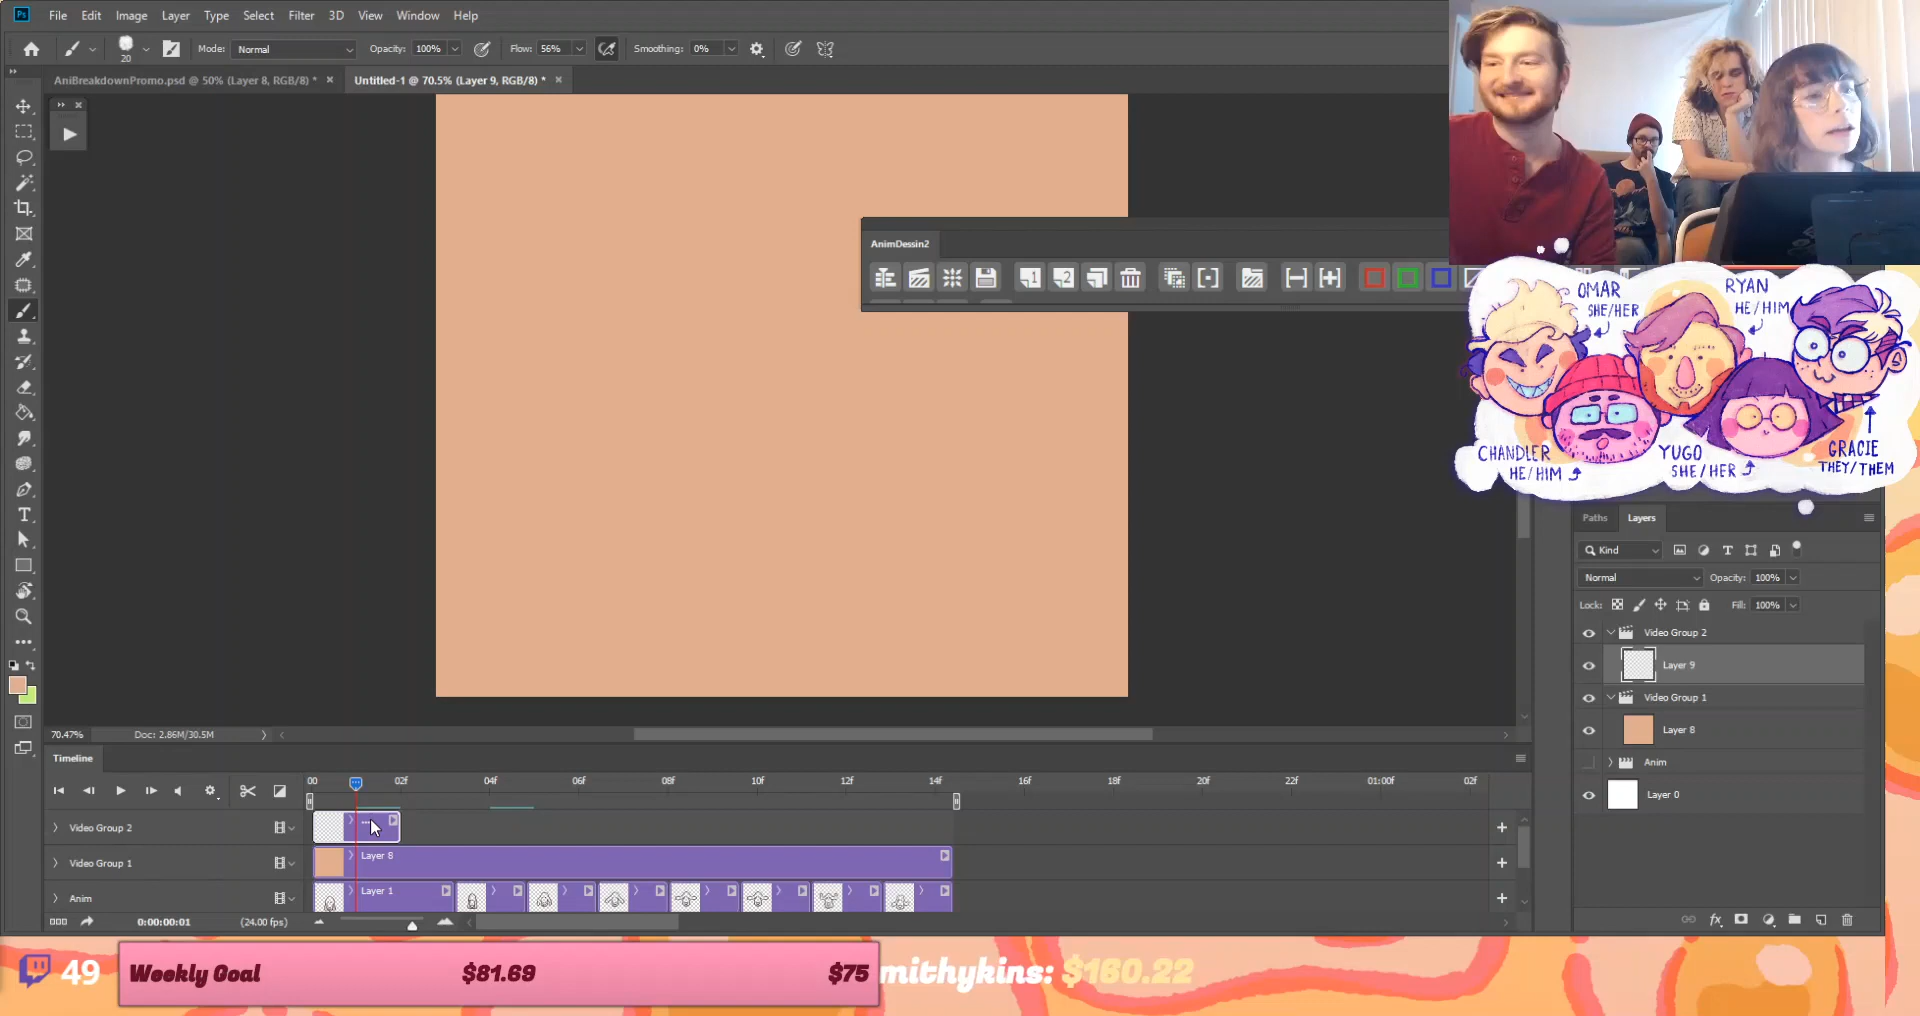 Ps File Edit Image Layer Type Select Filter 3D View Window Help
20 Mode: Normal Opacity: 100% Flow: 56% Smoothing: 0%
AniBreakdownPromo.psd @ 50% (Layer 8, RGB/8) * × Untitled-1 @ 70.5% (Layer 9, RGB/8) * ×
AnimDessin2
1 2
OMAR
SHE/HER
RYAN
HE/HIM
CHANDLER
HE/HIM
YUGO
SHE/HER
GRACIE
THEY/THEM
Paths Layers
Kind
Normal Opacity: 100%
Lock: Fill: 100%
Video Group 2
Layer 9
Video Group 1
Layer 8
Anim
Layer 0
70.47% Doc: 2.86M/30.5M
Timeline
00 02f 04f 06f 08f 10f 12f 14f 16f 18f 20f 22f 01:00f 02f
Video Group 2
Video Group 1 Layer 8
Anim Layer 1
0:00:00:01 (24.00 fps)
49 Weekly Goal $81.69 $75 mithykins: $160.22